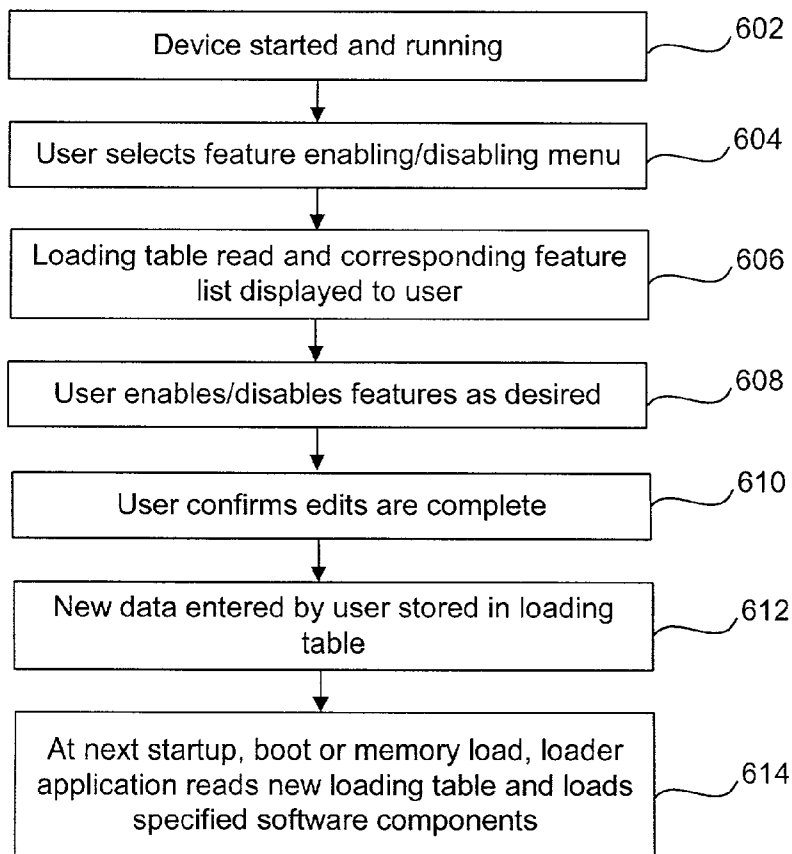 Device started and running
602
User selects feature enabling/disabling menu
604
Loading table read and corresponding feature
list displayed to user
606
User enables/disables features as desired
608
User confirms edits are complete
610
New data entered by user stored in loading
table
612
At next startup, boot or memory load, loader
application reads new loading table and loads
specified software components
614